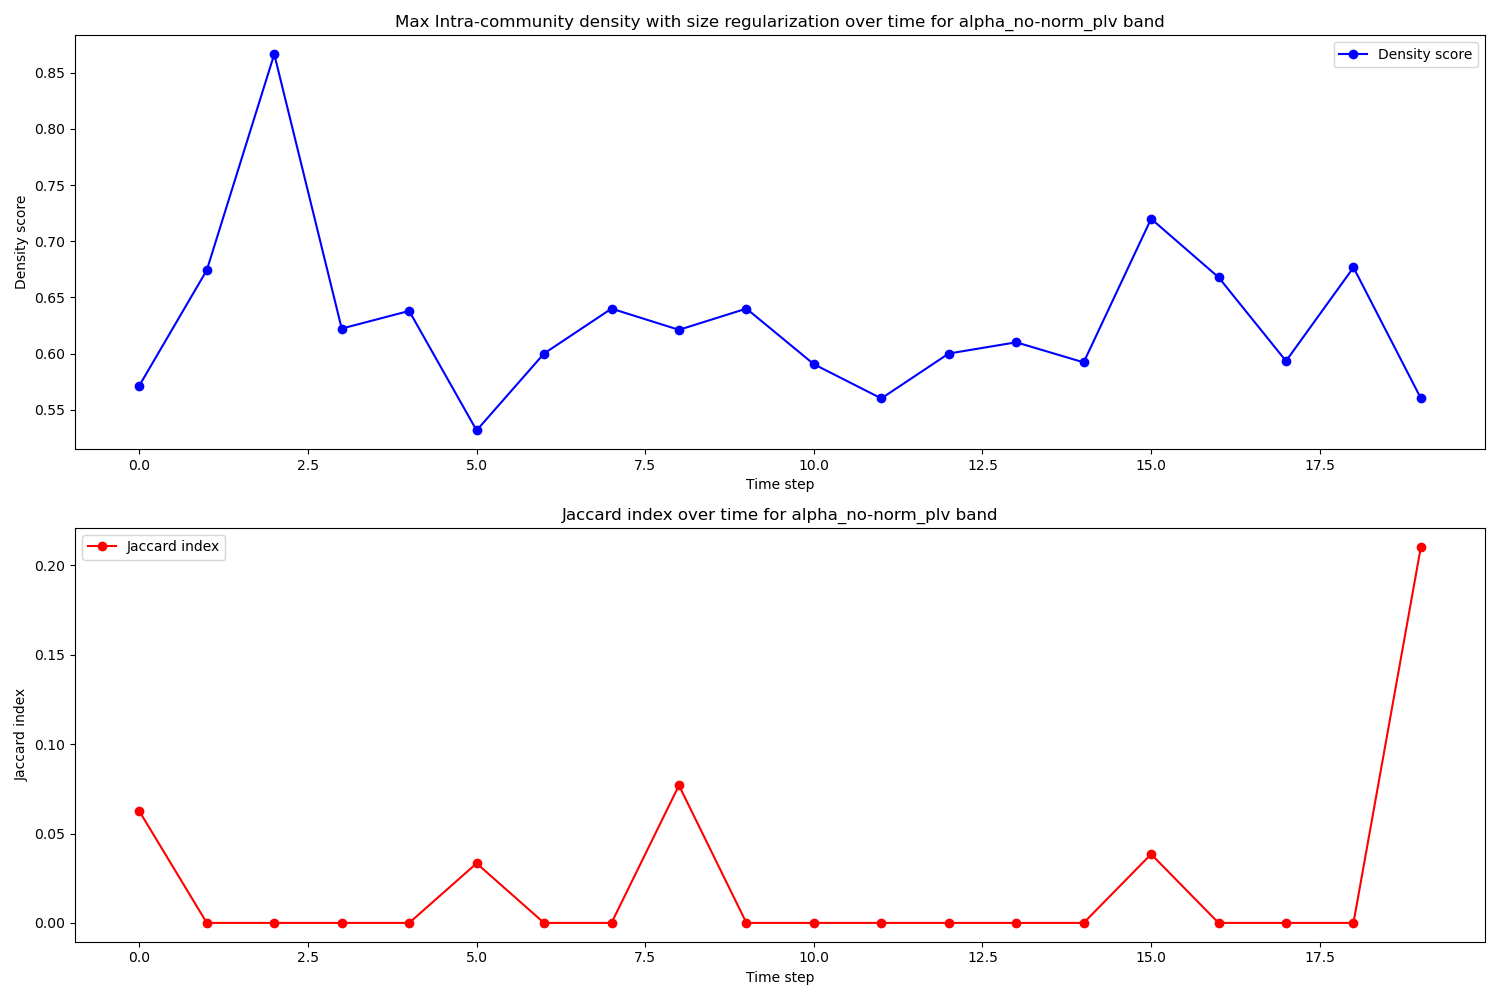 Max Intra-community density with size regularization over time for alpha_no-norm_plv band
Density score
0.85
0.80
0.75
0.70
0.65
0.60
0.55
Density score
0.0 2.5 5.0 7.5 10.0 12.5 15.0 17.5
Time step
Jaccard index over time for alpha_no-norm_plv band
Jaccard index
0.20
0.15
0.10
0.05
0.00
Jaccard index
0.0 2.5 5.0 7.5 10.0 12.5 15.0 17.5
Time step